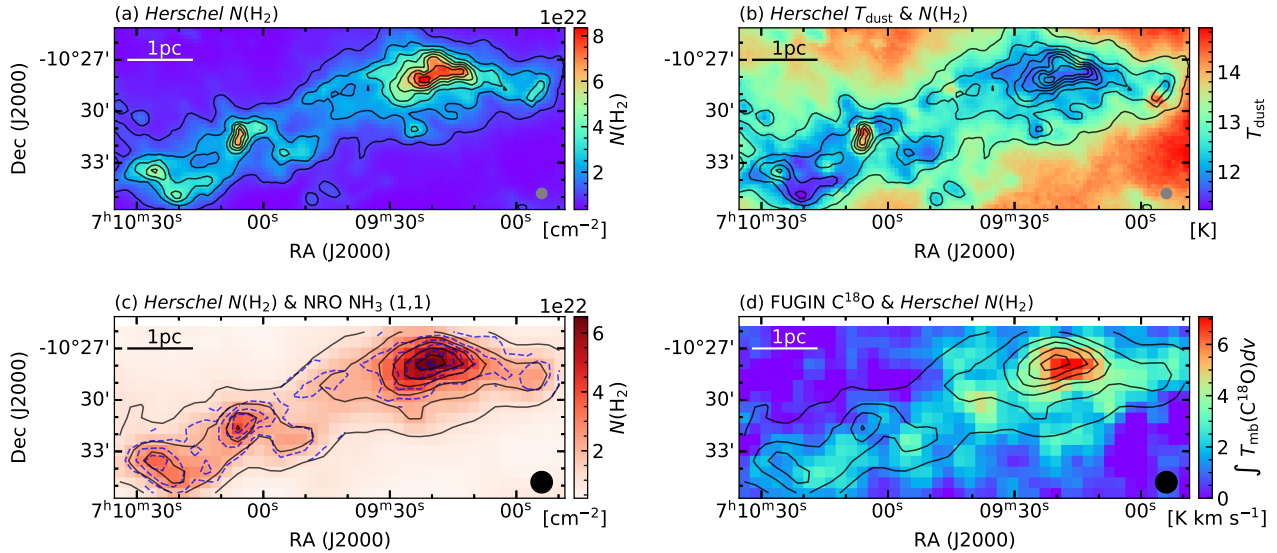 (a) Herschel N(H₂)
1e22
1pc
-10°27'
30'
33'
Dec (J2000)
8
6
4
2
N(H₂)
7ʰ10ᵐ30ˢ
00ˢ
09ᵐ30ˢ
00ˢ
[cm⁻²]
RA (J2000)
(b) Herschel T_dust & N(H₂)
1pc
-10°27'
30'
33'
14
13
12
T_dust
7ʰ10ᵐ30ˢ
00ˢ
09ᵐ30ˢ
00ˢ
[K]
RA (J2000)
(c) Herschel N(H₂) & NRO NH₃ (1,1)
1e22
1pc
-10°27'
30'
33'
Dec (J2000)
6
4
2
N(H₂)
7ʰ10ᵐ30ˢ
00ˢ
09ᵐ30ˢ
00ˢ
[cm⁻²]
RA (J2000)
(d) FUGIN C¹⁸O & Herschel N(H₂)
1pc
-10°27'
30'
33'
6
4
2
0
∫ T_mb(C¹⁸O)dv
7ʰ10ᵐ30ˢ
00ˢ
09ᵐ30ˢ
00ˢ
[K km s⁻¹]
RA (J2000)